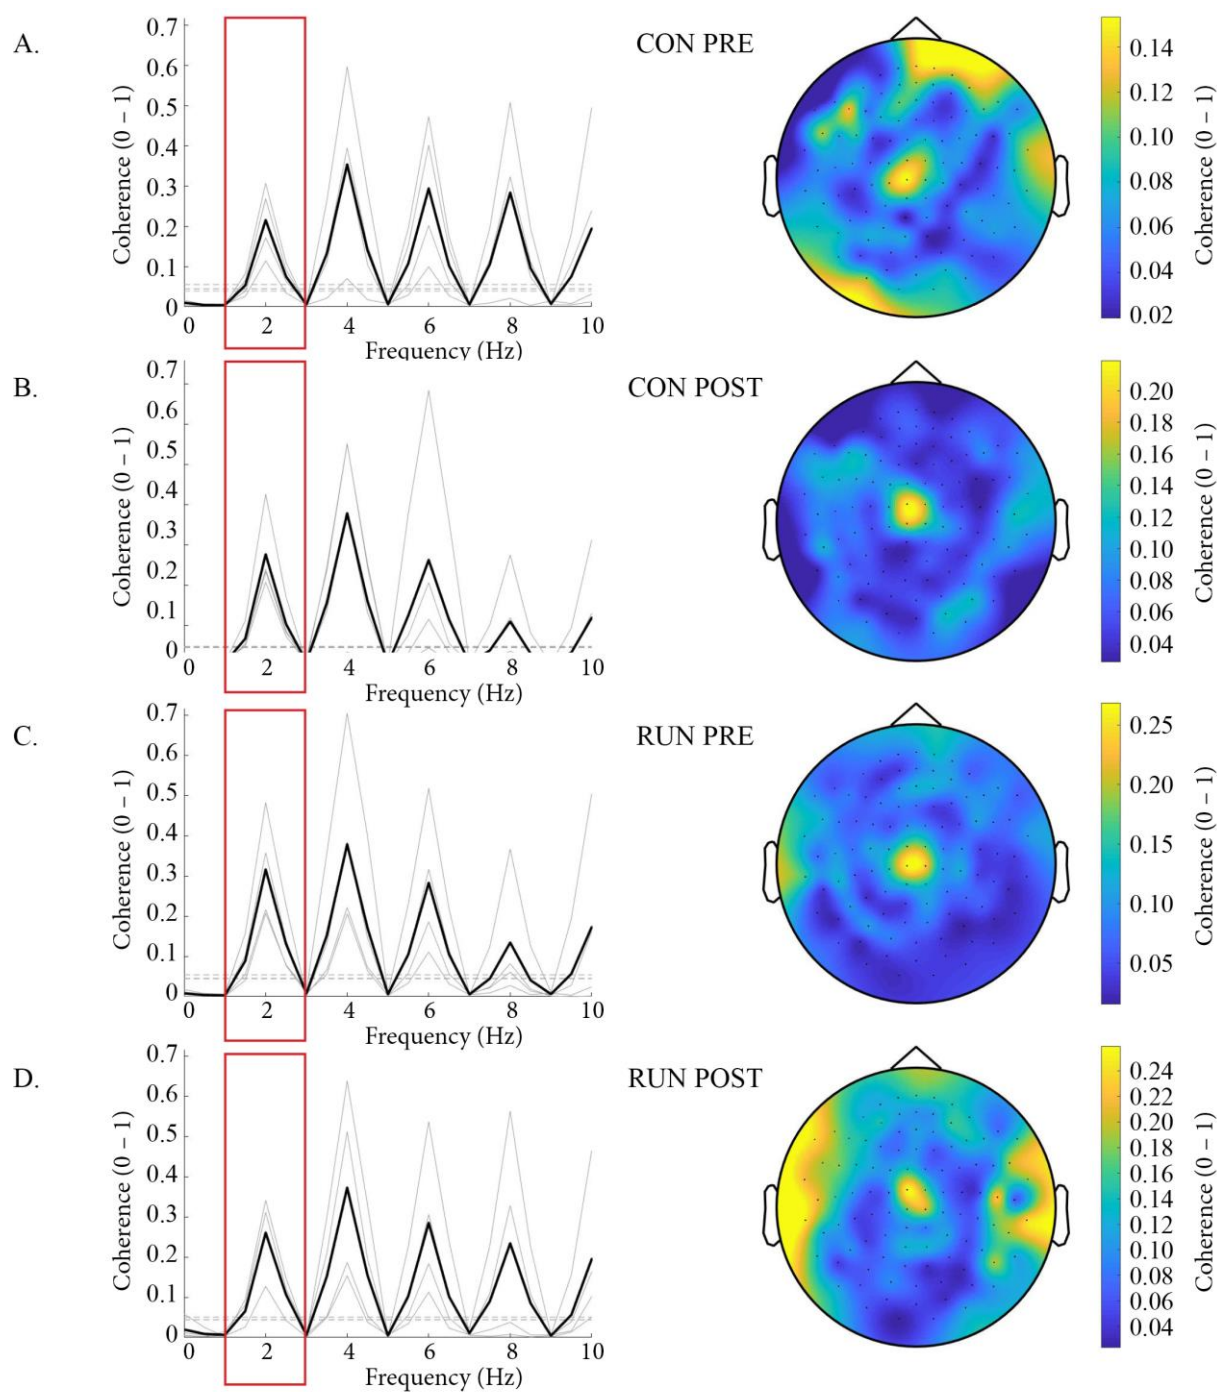 A.
CON PRE
Coherence (0 – 1)
0.7
0.6
0.5
0.4
0.3
0.2
0.1
0
0 2 4 6 8 10
Frequency (Hz)
0.14
0.12
0.10
0.08
0.06
0.04
0.02
Coherence (0 – 1)
B.
CON POST
Coherence (0 – 1)
0.7
0.6
0.5
0.4
0.3
0.2
0.1
0
0 2 4 6 8 10
Frequency (Hz)
0.20
0.18
0.16
0.14
0.12
0.10
0.08
0.06
0.04
Coherence (0 – 1)
C.
RUN PRE
Coherence (0 – 1)
0.7
0.6
0.5
0.4
0.3
0.2
0.1
0
0 2 4 6 8 10
Frequency (Hz)
0.25
0.20
0.15
0.10
0.05
Coherence (0 – 1)
D.
RUN POST
Coherence (0 – 1)
0.7
0.6
0.5
0.4
0.3
0.2
0.1
0
0 2 4 6 8 10
Frequency (Hz)
0.24
0.22
0.20
0.18
0.16
0.14
0.12
0.10
0.08
0.06
0.04
Coherence (0 – 1)